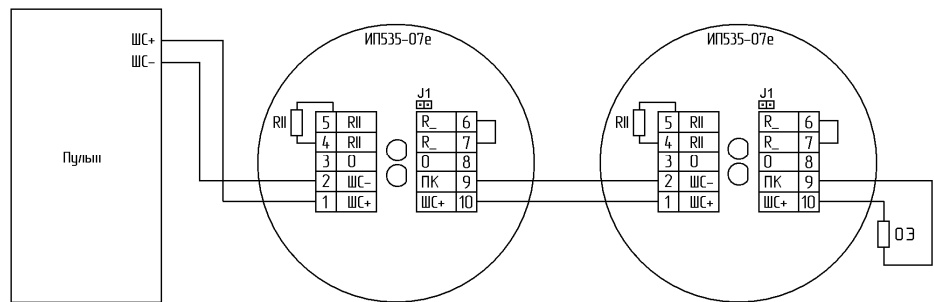 ИП535-07е
ИП535-07е
ШС+
ШС-
Пульт
J1
RII
5 RII
4 RII
3 0
2 ШС-
1 ШС+
R_ 6
R_ 7
0 8
ПК 9
ШС+ 10
J1
RII
5 RII
4 RII
3 0
2 ШС-
1 ШС+
R_ 6
R_ 7
0 8
ПК 9
ШС+ 10
ОЭ